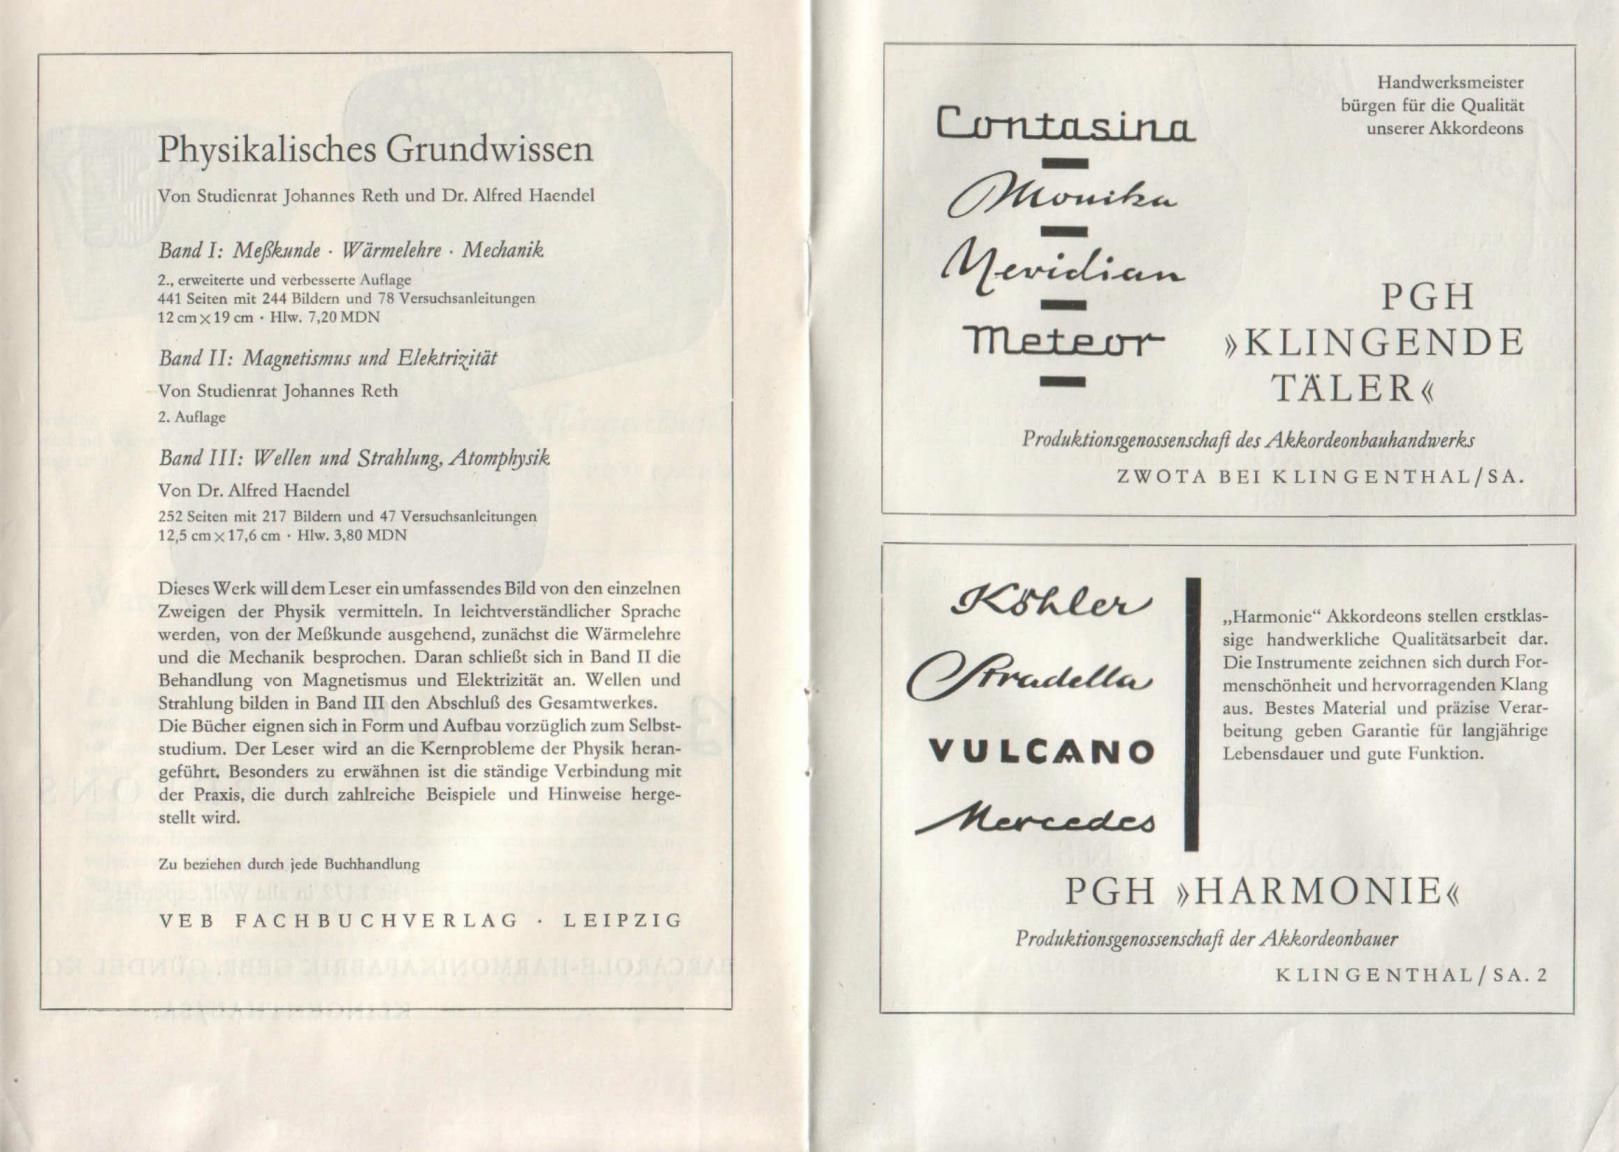 Physikalisches Grundwissen
Von Studienrat Johannes Reth und Dr. Alfred Haendel
Band I: Meßkunde · Wärmelehre · Mechanik
2., erweiterte und verbesserte Auflage
441 Seiten mit 244 Bildern und 78 Versuchsanleitungen
12 cm × 19 cm · Hlw. 7,20 MDN
Band II: Magnetismus und Elektrizität
Von Studienrat Johannes Reth
2. Auflage
Band III: Wellen und Strahlung, Atomphysik
Von Dr. Alfred Haendel
252 Seiten mit 217 Bildern und 47 Versuchsanleitungen
12,5 cm × 17,6 cm · Hlw. 3,80 MDN
Dieses Werk will dem Leser ein umfassendes Bild von den einzelnen
Zweigen der Physik vermitteln. In leichtverständlicher Sprache
werden, von der Meßkunde ausgehend, zunächst die Wärmelehre
und die Mechanik besprochen. Daran schließt sich in Band II die
Behandlung von Magnetismus und Elektrizität an. Wellen und
Strahlung bilden in Band III den Abschluß des Gesamtwerkes.
Die Bücher eignen sich in Form und Aufbau vorzüglich zum Selbst-
studium. Der Leser wird an die Kernprobleme der Physik heran-
geführt. Besonders zu erwähnen ist die ständige Verbindung mit
der Praxis, die durch zahlreiche Beispiele und Hinweise herge-
stellt wird.
Zu beziehen durch jede Buchhandlung
VEB FACHBUCHVERLAG · LEIPZIG
Handwerksmeister
bürgen für die Qualität
unserer Akkordeons
Contasina
Monika
Meridian
Meteor
PGH
»KLINGENDE
TÄLER«
Produktionsgenossenschaft des Akkordeonbauhandwerks
ZWOTA BEI KLINGENTHAL/SA.
Köhler
Stradella
VULCANO
Mercedes
„Harmonie“ Akkordeons stellen erstklas-
sige handwerkliche Qualitätsarbeit dar.
Die Instrumente zeichnen sich durch For-
menschönheit und hervorragenden Klang
aus. Bestes Material und präzise Verar-
beitung geben Garantie für langjährige
Lebensdauer und gute Funktion.
PGH »HARMONIE«
Produktionsgenossenschaft der Akkordeonbauer
KLINGENTHAL/SA. 2